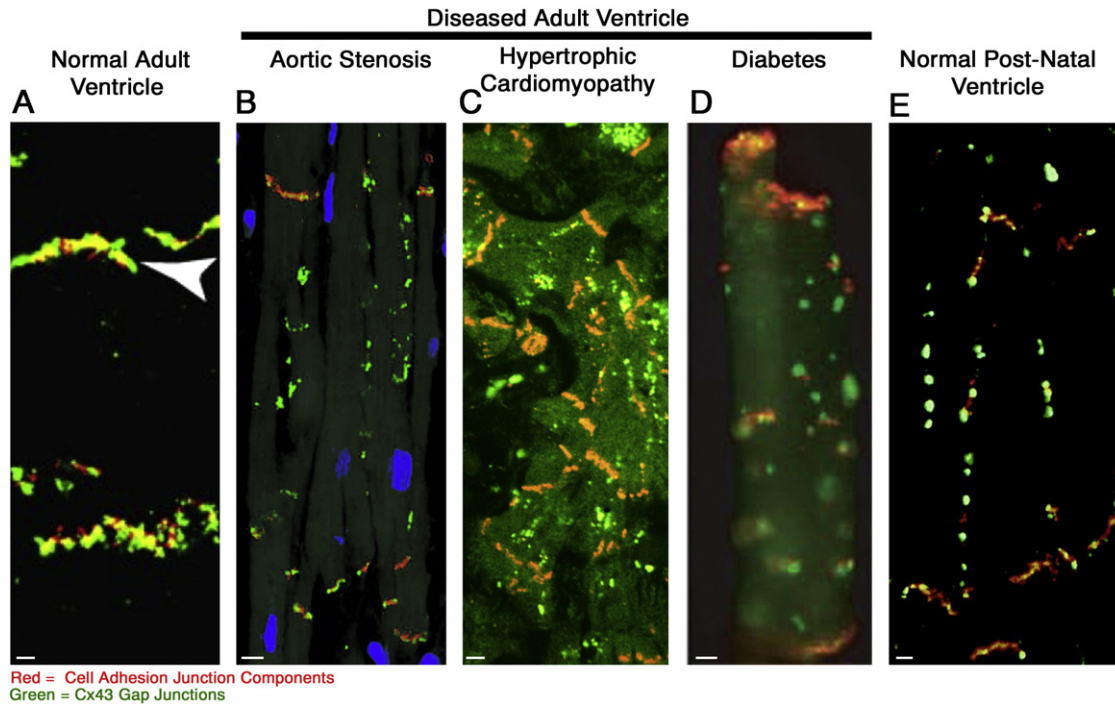 Diseased Adult Ventricle
Normal Adult
Ventricle
Aortic Stenosis
Hypertrophic
Cardiomyopathy
Diabetes
Normal Post-Natal
Ventricle
A
B
C
D
E
Red = Cell Adhesion Junction Components
Green = Cx43 Gap Junctions